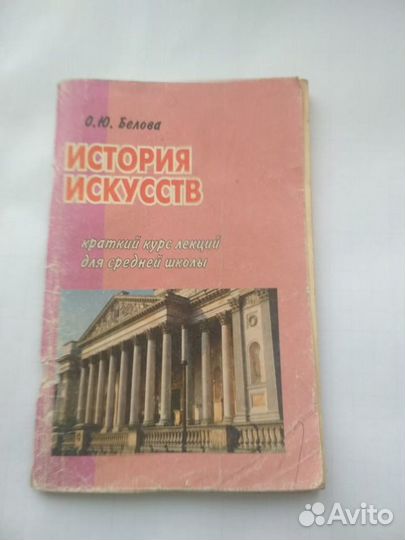 О.Ю. Белова
ИСТОРИЯ
ИСКУССТВ
краткий курс лекций
для средней школы
Avito